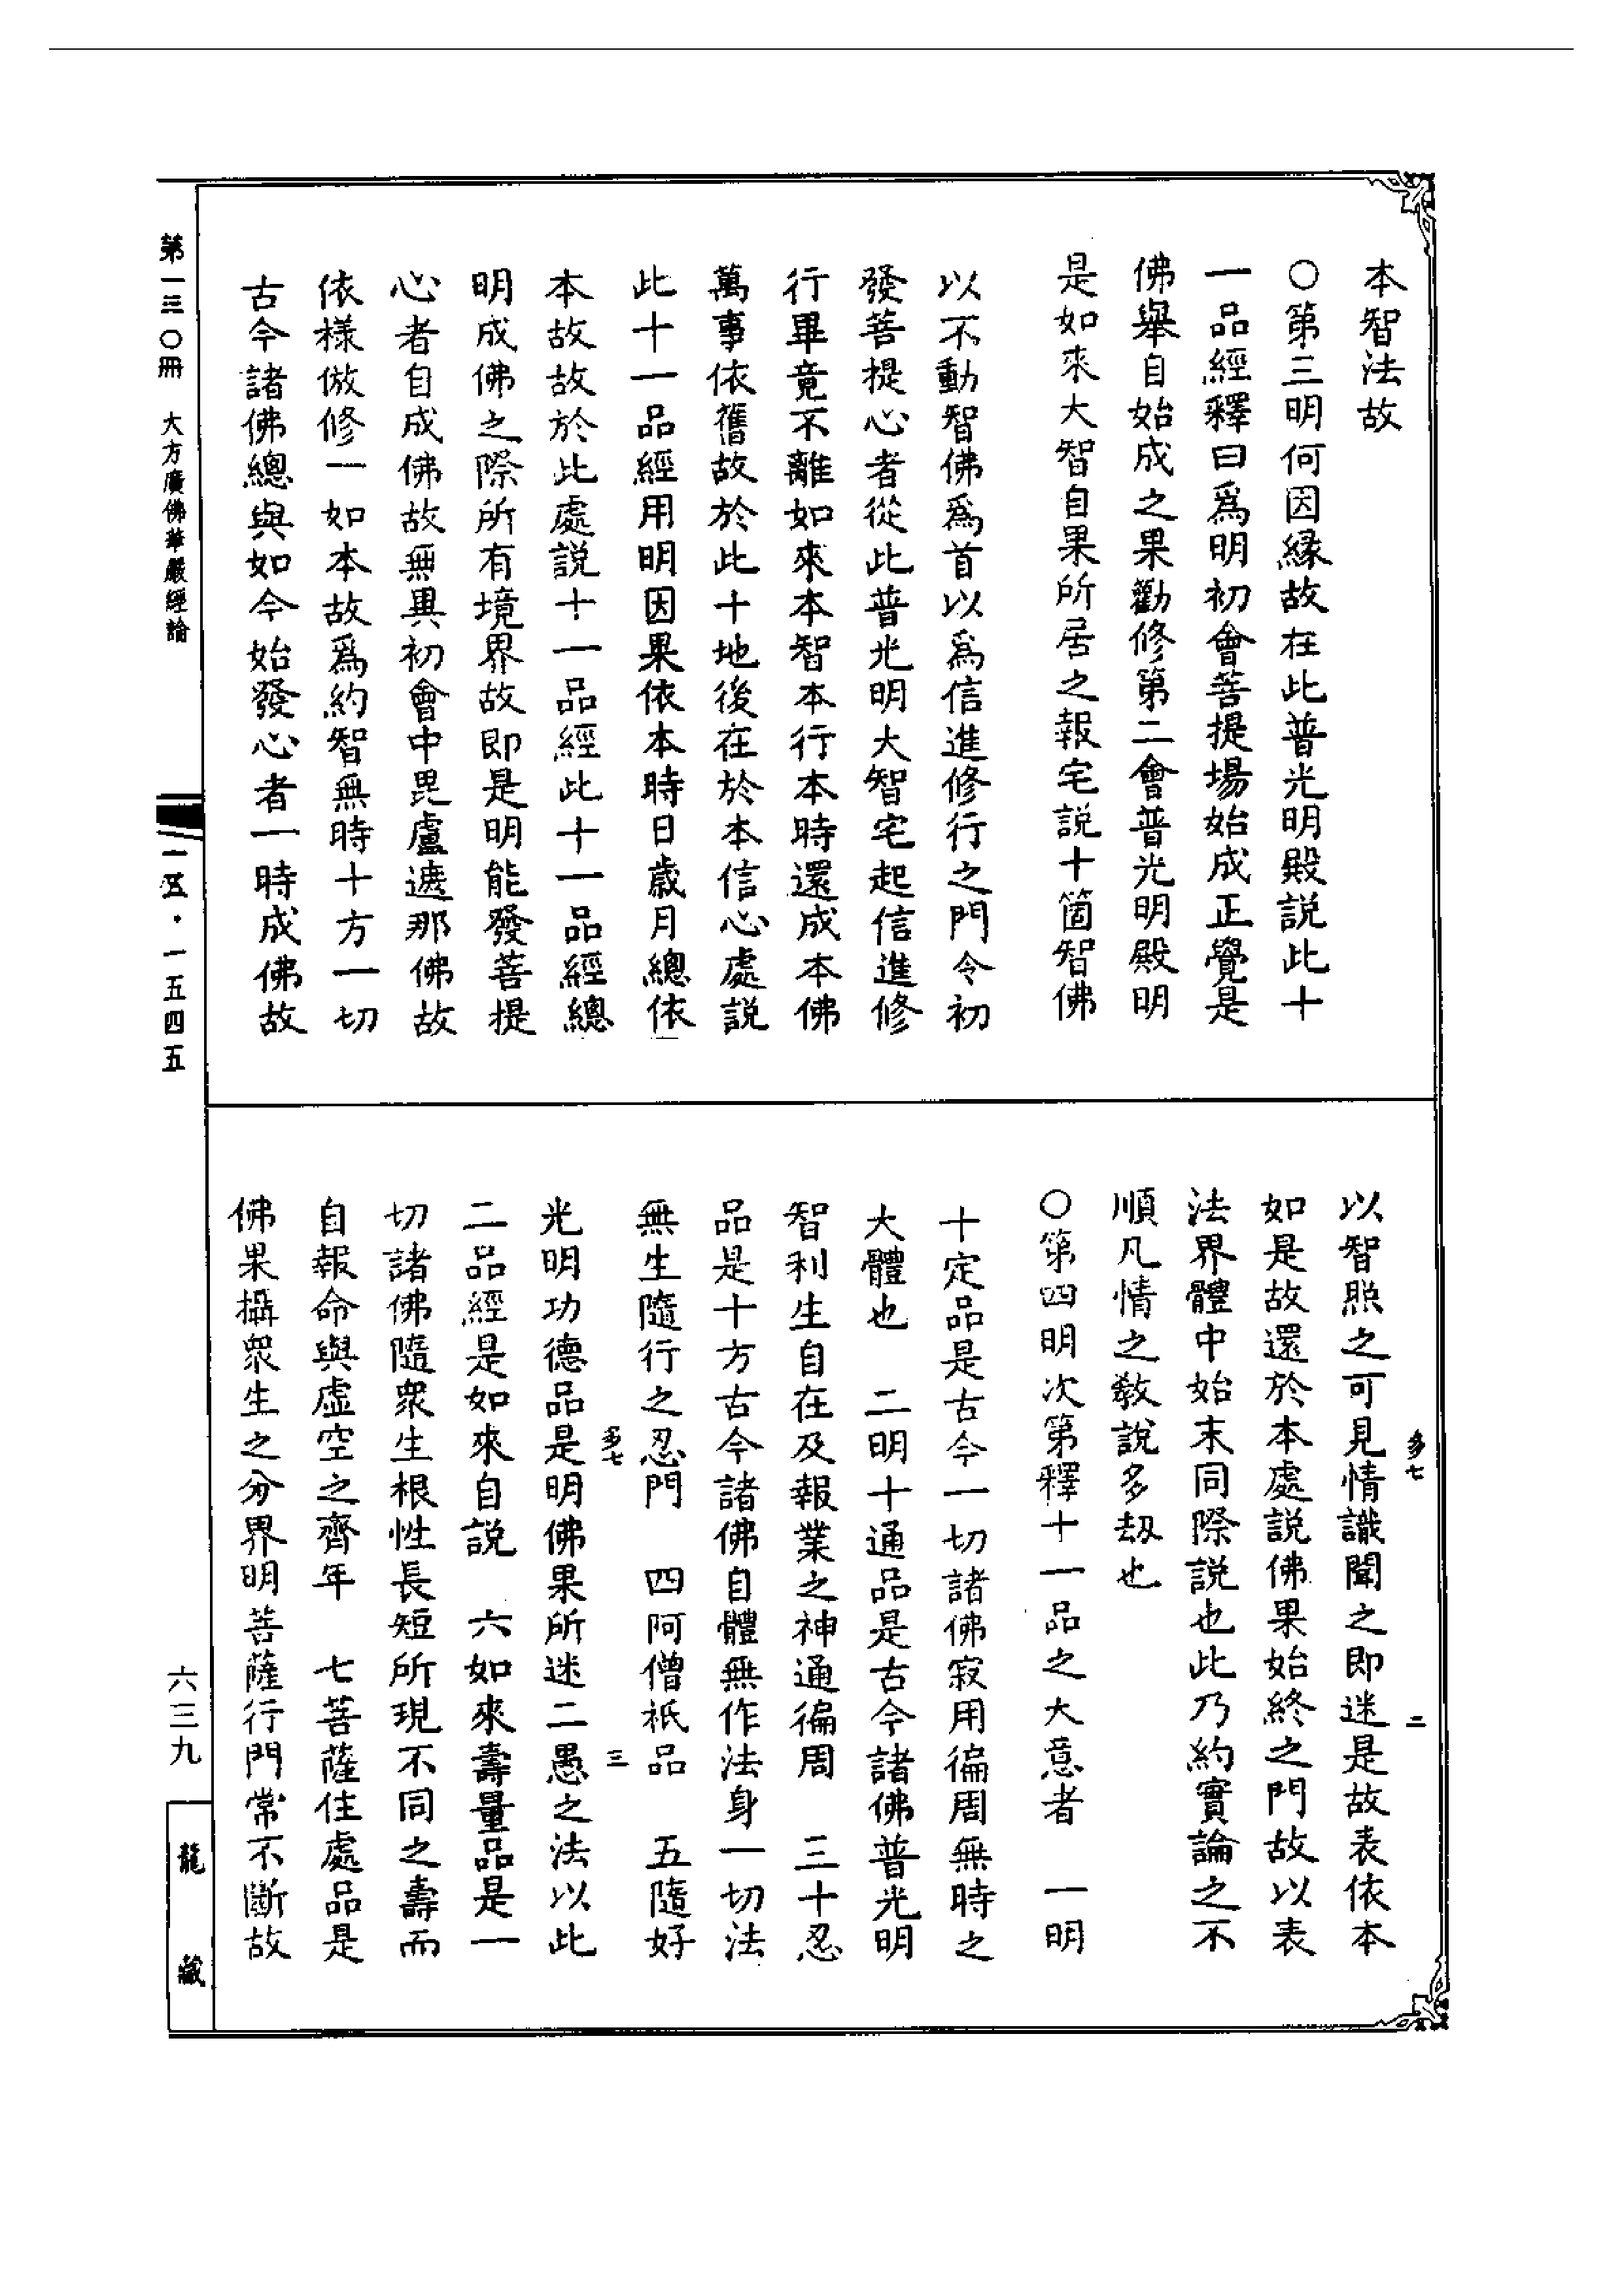 本智法故
○第三明何因緣故在此普光明殿説此十
一品經釋曰爲明初會菩提場始成正覺是
佛舉自始成之果勸修第二會普光明殿明
是如來大智自果所居之報宅説十箇智佛
以不動智佛爲首以爲信進修行之門令初
發菩提心者從此普光明大智宅起信進修
行畢竟不離如來本智本行本時還成本佛
萬事依舊故於此十地後在於本信心處説
此十一品經用明因果依本時日歲月總依
本故故於此處説十一品經此十一品經總
明成佛之際所有境界故即是明能發菩提
心者自成佛故無異初會中毘盧遮那佛故
依樣倣修一如本故爲約智無時十方一切
古今諸佛總與如今始發心者一時成佛故
以智照之可見情識聞之即迷是故表依本
如是故還於本處説佛果始終之門故以表
法界體中始末同際説也此乃約實論之不
順凡情之教說多劫也
○第四明次第釋十一品之大意者 一明
十定品是古今一切諸佛寂用徧周無時之
大體也 二明十通品是古今諸佛普光明
智利生自在及報業之神通徧周 三十忍
品是十方古今諸佛自體無作法身一切法
無生隨行之忍門 四阿僧祇品 五隨好
光明功德品是明佛果所迷二愚之法以此
二品經是如來自説 六如來壽量品是一
切諸佛隨衆生根性長短所現不同之壽而
自報命與虛空之齊年 七菩薩住處品是
佛果攝衆生之分界明菩薩行門常不斷故
多七 二
多七 三
第一三〇冊 大方廣佛華嚴經論
一五·一五四五
六三九
龍藏